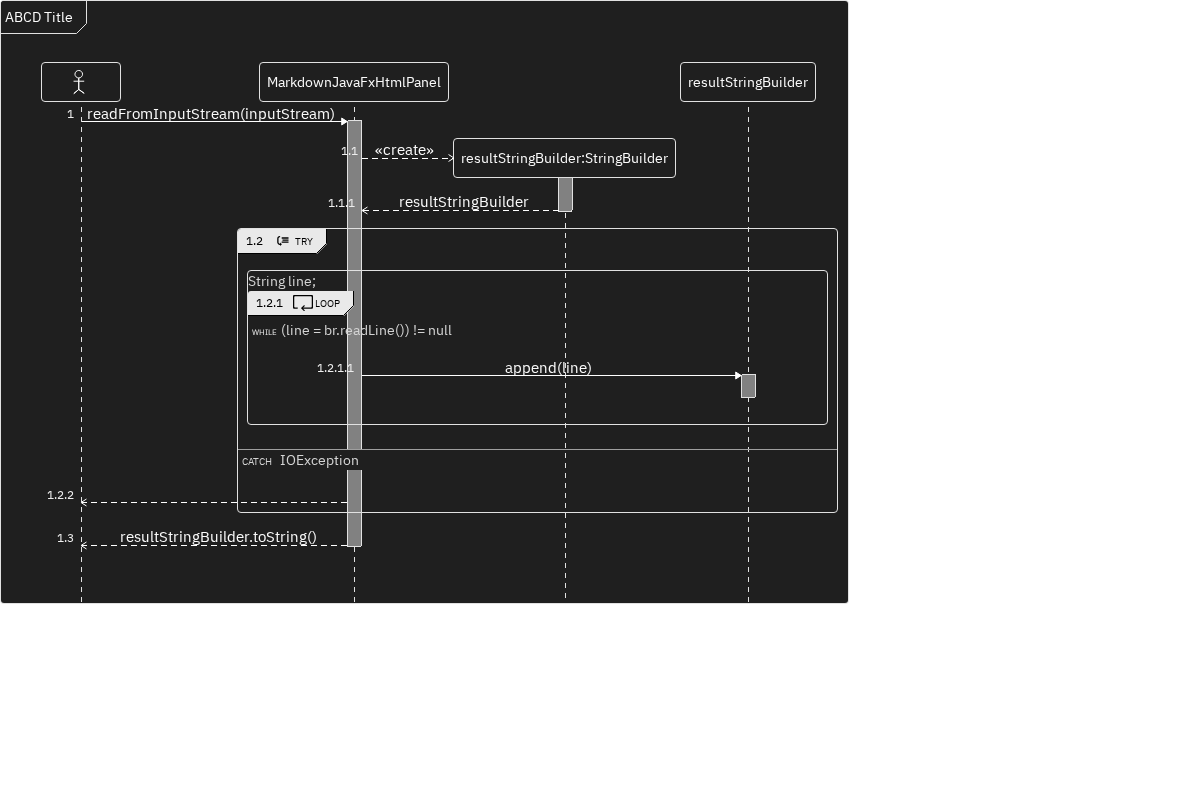 ABCD Title
MarkdownJavaFxHtmlPanel
resultStringBuilder
1
readFromInputStream(inputStream)
1.1
«create»
resultStringBuilder:StringBuilder
1.1.1
resultStringBuilder
1.2 TRY
String line;
1.2.1 LOOP
WHILE (line = br.readLine()) != null
1.2.1.1
append(line)
CATCH IOException
1.2.2
1.3
resultStringBuilder.toString()